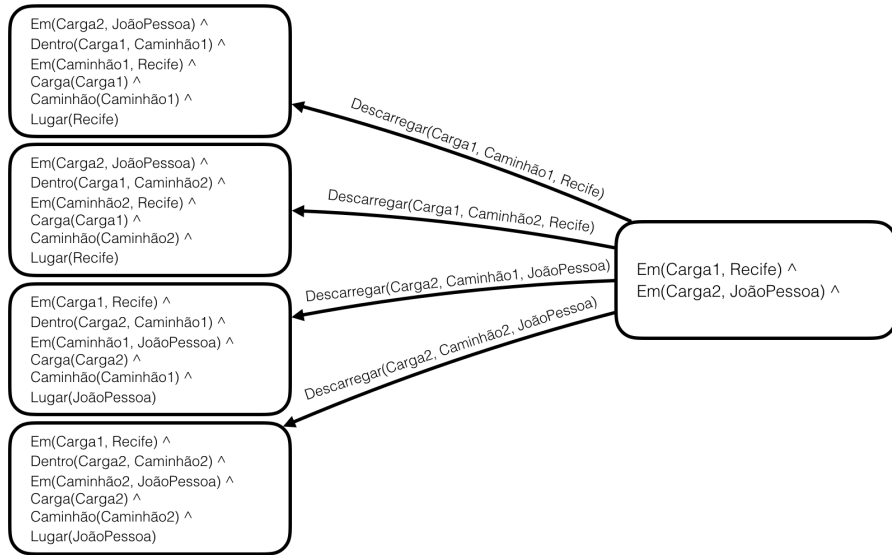 Em(Carga2, JoãoPessoa) ^
Dentro(Carga1, Caminhão1) ^
Em(Caminhão1, Recife) ^
Carga(Carga1) ^
Caminhão(Caminhão1) ^
Lugar(Recife)
Em(Carga2, JoãoPessoa) ^
Dentro(Carga1, Caminhão2) ^
Em(Caminhão2, Recife) ^
Carga(Carga1) ^
Caminhão(Caminhão2) ^
Lugar(Recife)
Em(Carga1, Recife) ^
Dentro(Carga2, Caminhão1) ^
Em(Caminhão1, JoãoPessoa) ^
Carga(Carga2) ^
Caminhão(Caminhão1) ^
Lugar(JoãoPessoa)
Em(Carga1, Recife) ^
Dentro(Carga2, Caminhão2) ^
Em(Caminhão2, JoãoPessoa) ^
Carga(Carga2) ^
Caminhão(Caminhão2) ^
Lugar(JoãoPessoa)
Descarregar(Carga1, Caminhão1, Recife)
Descarregar(Carga1, Caminhão2, Recife)
Descarregar(Carga2, Caminhão1, JoãoPessoa)
Descarregar(Carga2, Caminhão2, JoãoPessoa)
Em(Carga1, Recife) ^
Em(Carga2, JoãoPessoa) ^